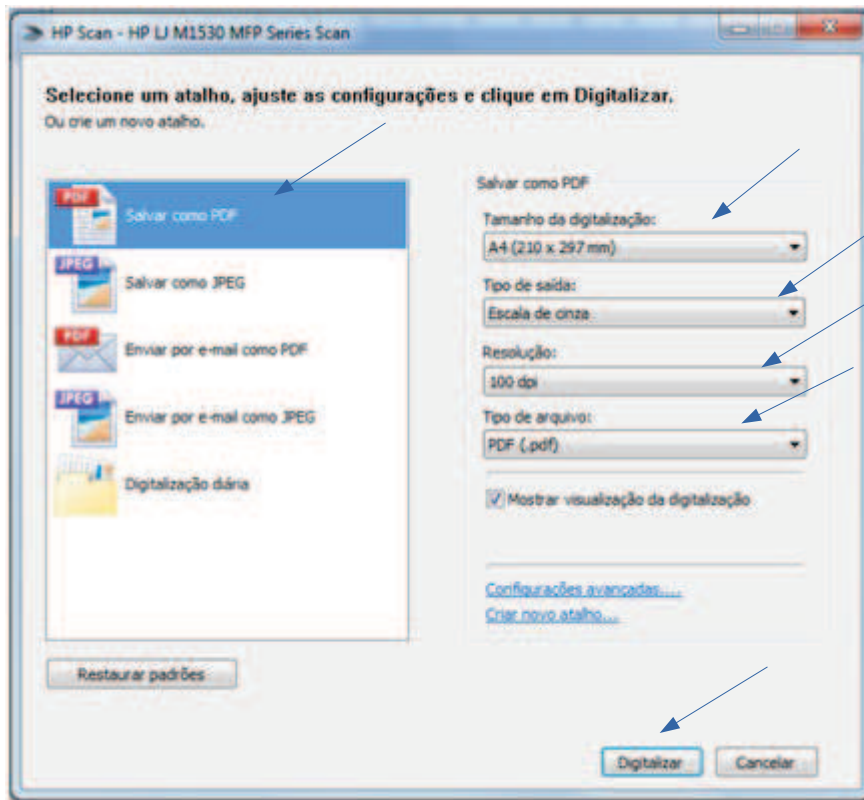 HP Scan - HP LJ M1530 MFP Series Scan
Selecione um atalho, ajuste as configurações e clique em Digitalizar.
Ou crie um novo atalho.
PDF
Salvar como PDF
JPEG
Salvar como JPEG
PDF
Enviar por e-mail como PDF
JPEG
Enviar por e-mail como JPEG
Digitalização diária
Restaurar padrões
Salvar como PDF
Tamanho da digitalização:
A4 (210 x 297 mm)
Tipo de saída:
Escala de cinza
Resolução:
100 dpi
Tipo de arquivo:
PDF (.pdf)
Mostrar visualização da digitalização
Configurações avançadas....
Criar novo atalho...
Digitalizar
Cancelar